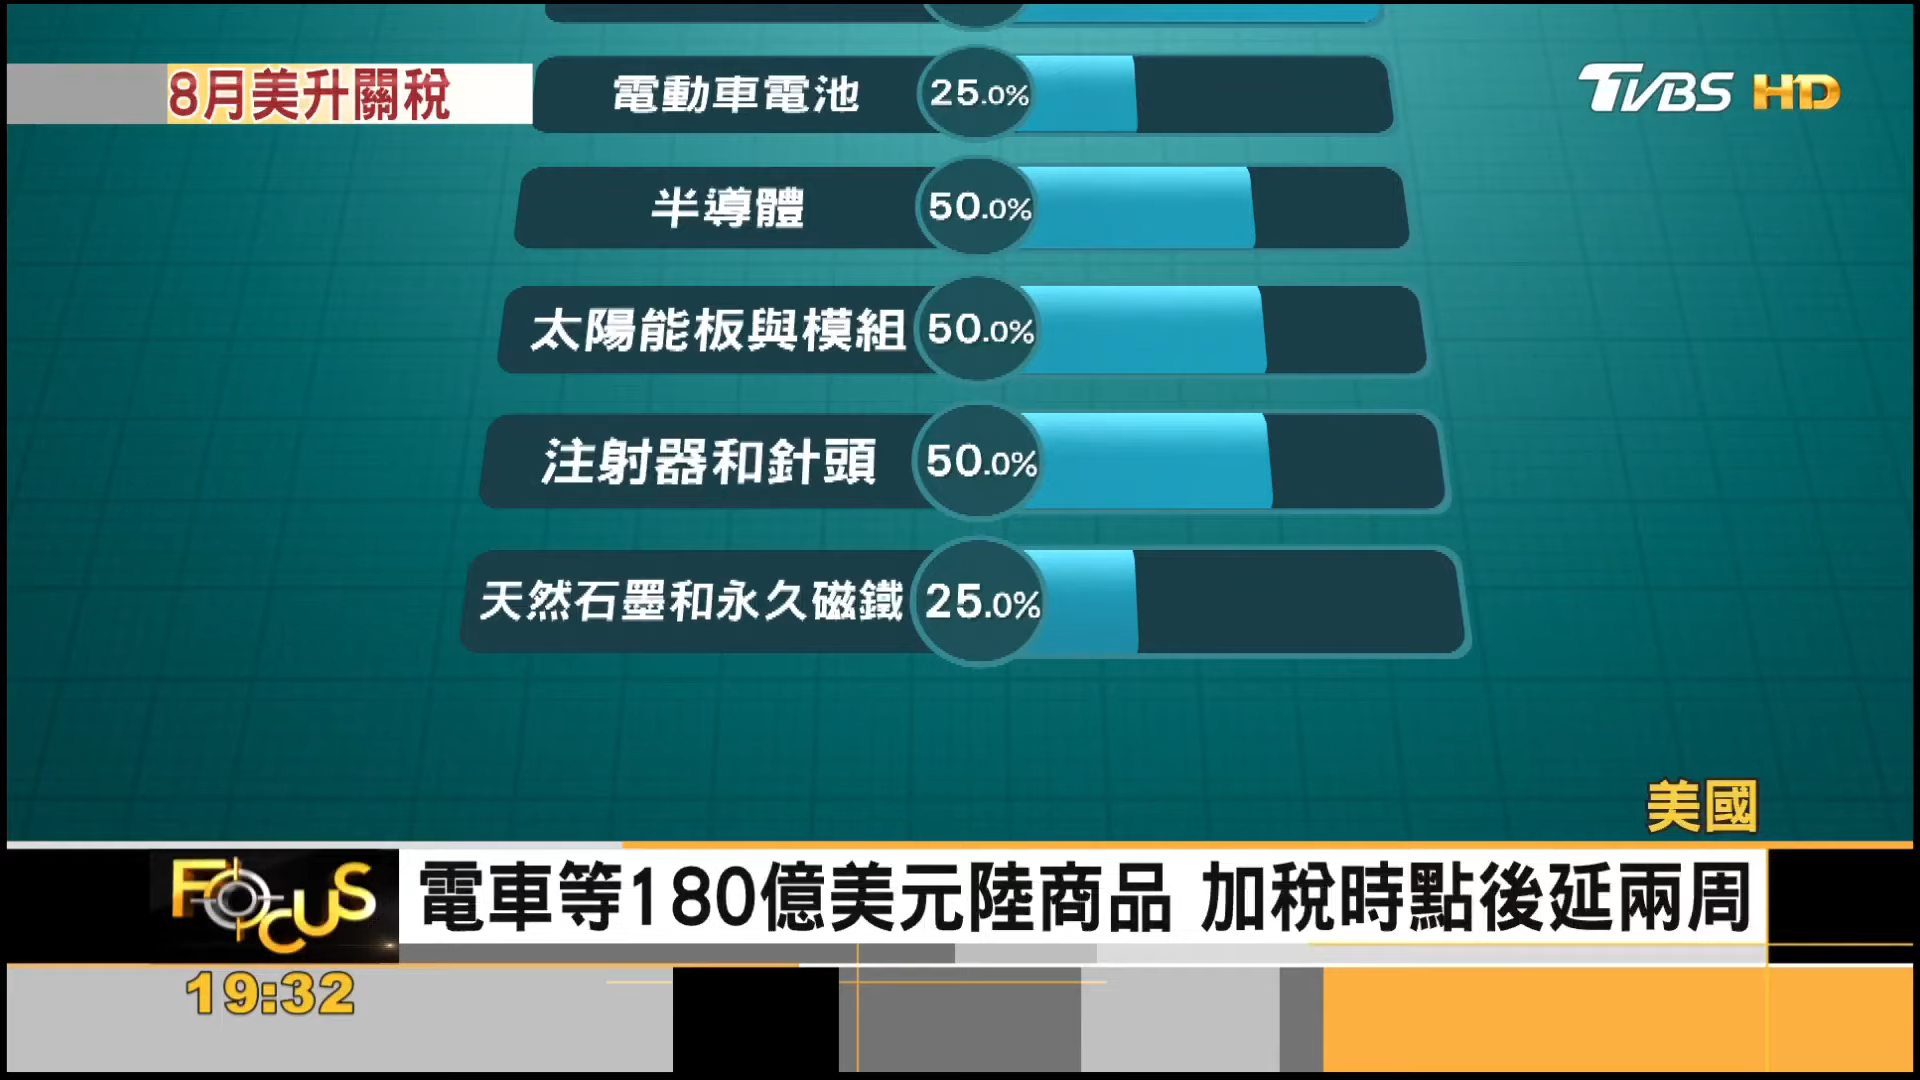 8月美升關稅
TVBS HD
電動車電池 25.0%
半導體 50.0%
太陽能板與模組 50.0%
注射器和針頭 50.0%
天然石墨和永久磁鐵 25.0%
美國
FOCUS
電車等180億美元陸商品 加稅時點後延兩周
19:32